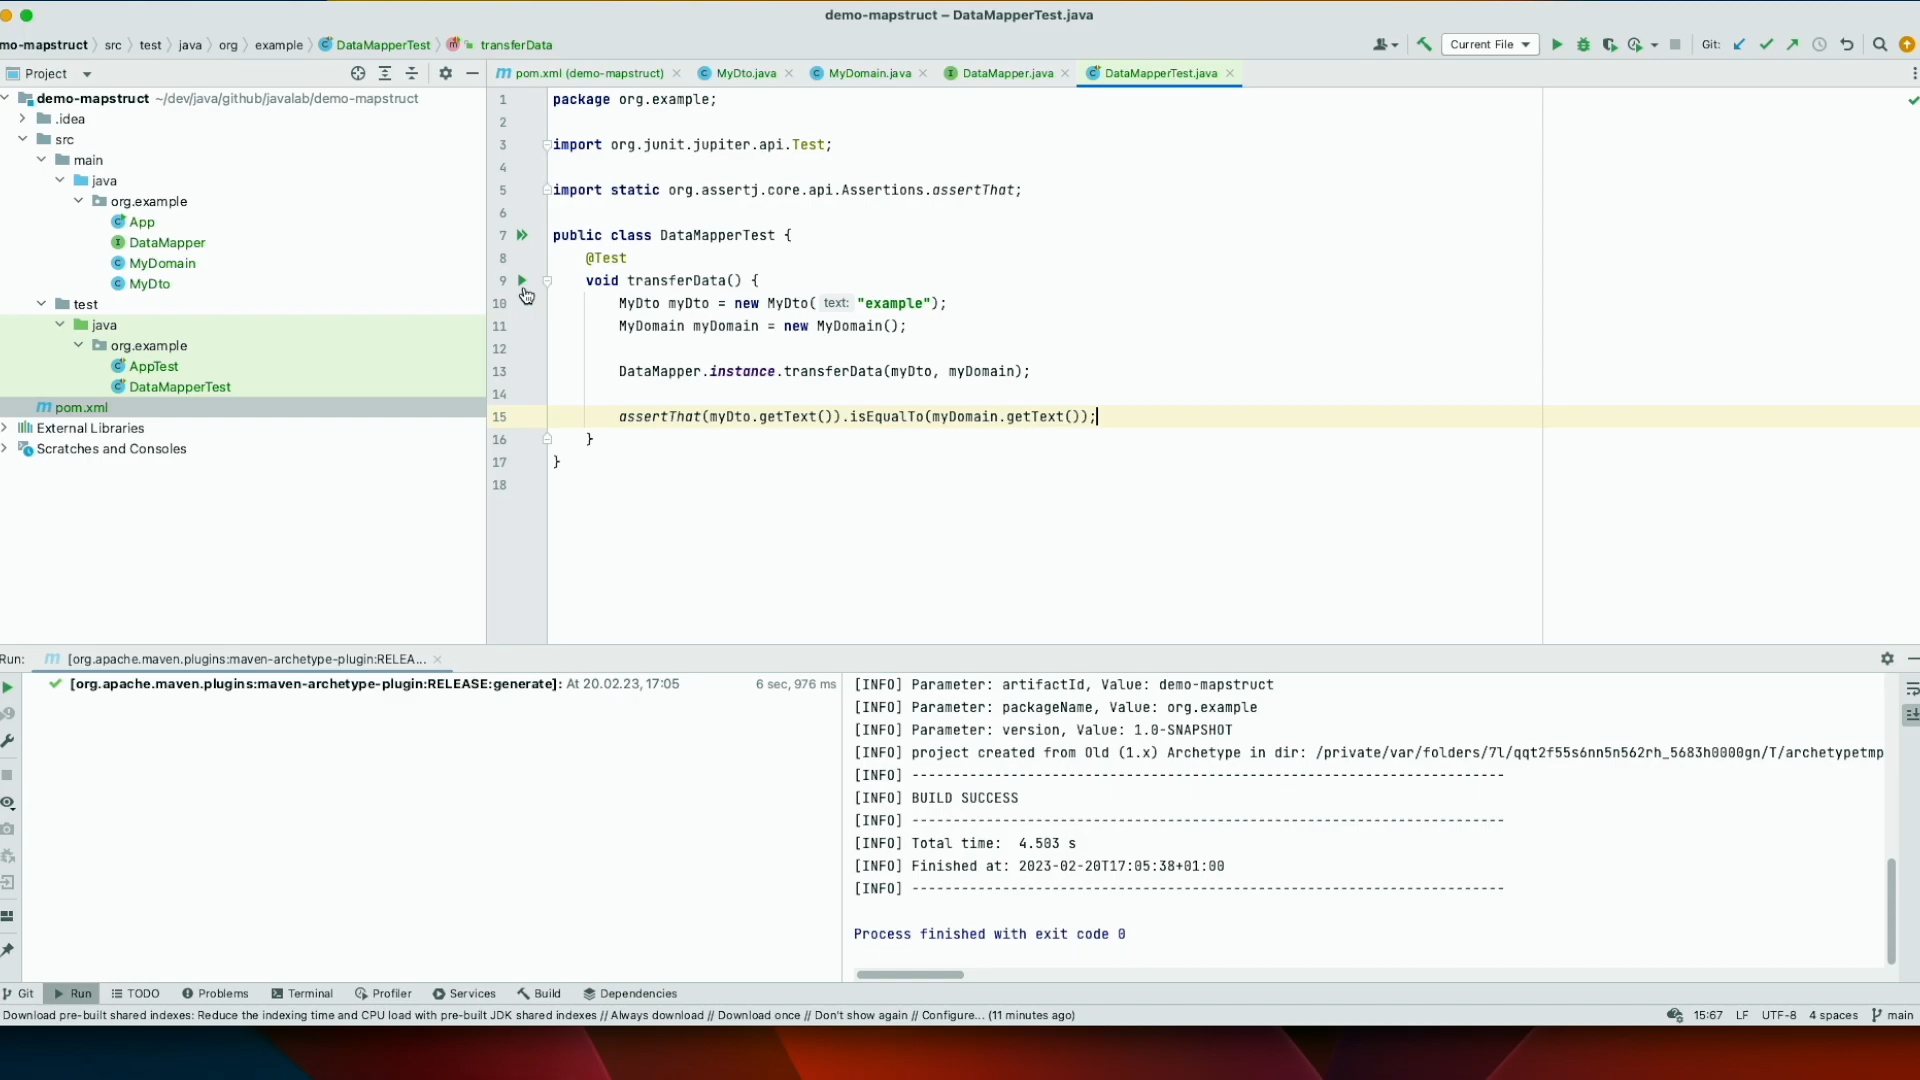 demo-mapstruct – DataMapperTest.java
mo-mapstruct src test java org example DataMapperTest transferData
Current File Git:
Project
pom.xml (demo-mapstruct) MyDto.java MyDomain.java DataMapper.java DataMapperTest.java
demo-mapstruct ~/dev/java/github/javalab/demo-mapstruct
.idea
src
main
java
org.example
App
DataMapper
MyDomain
MyDto
test
java
org.example
AppTest
DataMapperTest
pom.xml
External Libraries
Scratches and Consoles
1 package org.example;
2
3 import org.junit.jupiter.api.Test;
4
5 import static org.assertj.core.api.Assertions.assertThat;
6
7 public class DataMapperTest {
8 @Test
9 void transferData() {
10 MyDto myDto = new MyDto( text: "example");
11 MyDomain myDomain = new MyDomain();
12
13 DataMapper.instance.transferData(myDto, myDomain);
14
15 assertThat(myDto.getText()).isEqualTo(myDomain.getText());
16 }
17 }
18
Run: [org.apache.maven.plugins:maven-archetype-plugin:RELEA...
[org.apache.maven.plugins:maven-archetype-plugin:RELEASE:generate]: At 20.02.23, 17:05 6 sec, 976 ms
[INFO] Parameter: artifactId, Value: demo-mapstruct
[INFO] Parameter: packageName, Value: org.example
[INFO] Parameter: version, Value: 1.0-SNAPSHOT
[INFO] project created from Old (1.x) Archetype in dir: /private/var/folders/7l/qqt2f55s6nn5n562rh_5683h0000gn/T/archetypetmp
[INFO] ------------------------------------------------------------------------
[INFO] BUILD SUCCESS
[INFO] ------------------------------------------------------------------------
[INFO] Total time: 4.503 s
[INFO] Finished at: 2023-02-20T17:05:38+01:00
[INFO] ------------------------------------------------------------------------
Process finished with exit code 0
Git Run TODO Problems Terminal Profiler Services Build Dependencies
Download pre-built shared indexes: Reduce the indexing time and CPU load with pre-built JDK shared indexes // Always download // Download once // Don't show again // Configure... (11 minutes ago) 15:67 LF UTF-8 4 spaces main